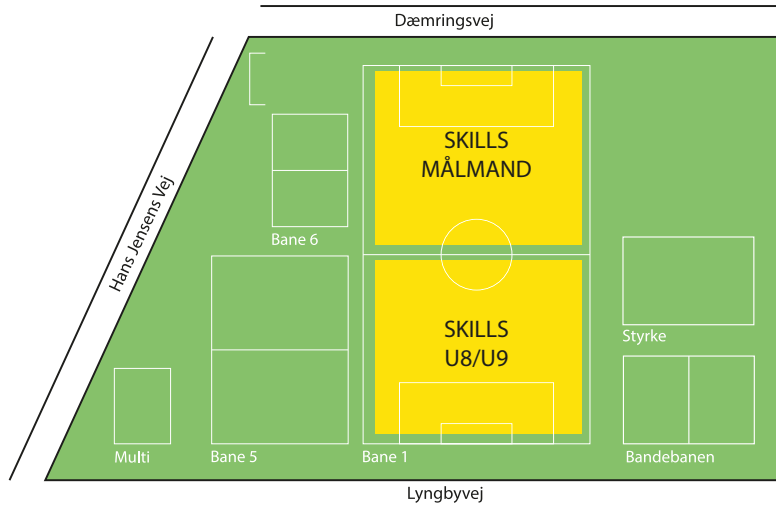 Dæmringsvej
Hans Jensens Vej
SKILLS
MÅLMAND
Bane 6
SKILLS
U8/U9
Styrke
Multi
Bane 5
Bane 1
Bandebanen
Lyngbyvej